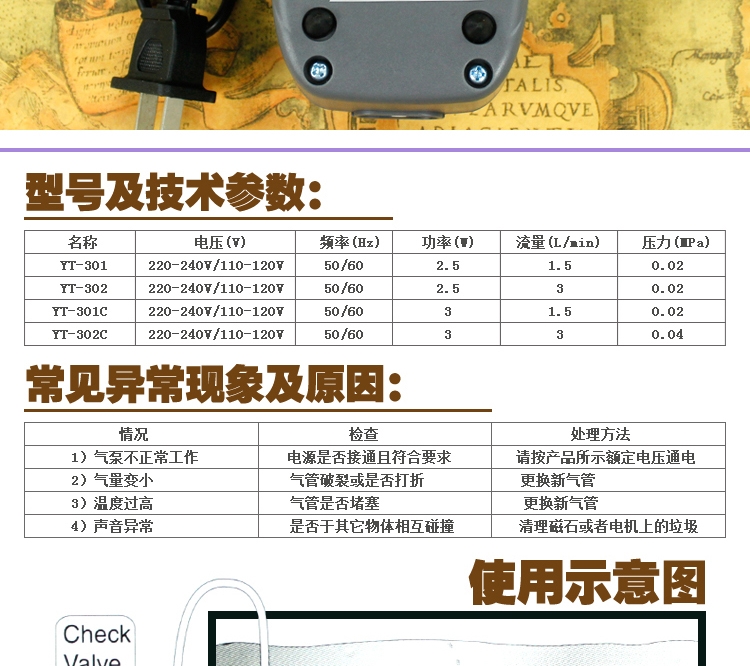 TALIS,
ARVMQVE
型号及技术参数:
名称 电压(V) 频率(Hz) 功率(W) 流量(L/min) 压力(MPa)
YT-301 220-240V/110-120V 50/60 2.5 1.5 0.02
YT-302 220-240V/110-120V 50/60 2.5 3 0.02
YT-301C 220-240V/110-120V 50/60 3 1.5 0.02
YT-302C 220-240V/110-120V 50/60 3 3 0.04
常见异常现象及原因:
情况 检查 处理方法
1) 气泵不正常工作 电源是否接通且符合要求 请按产品所示额定电压通电
2) 气量变小 气管破裂或是否打折 更换新气管
3) 温度过高 气管是否堵塞 更换新气管
4) 声音异常 是否于其它物体相互碰撞 清理磁石或者电机上的垃圾
使用示意图
Check
Valve